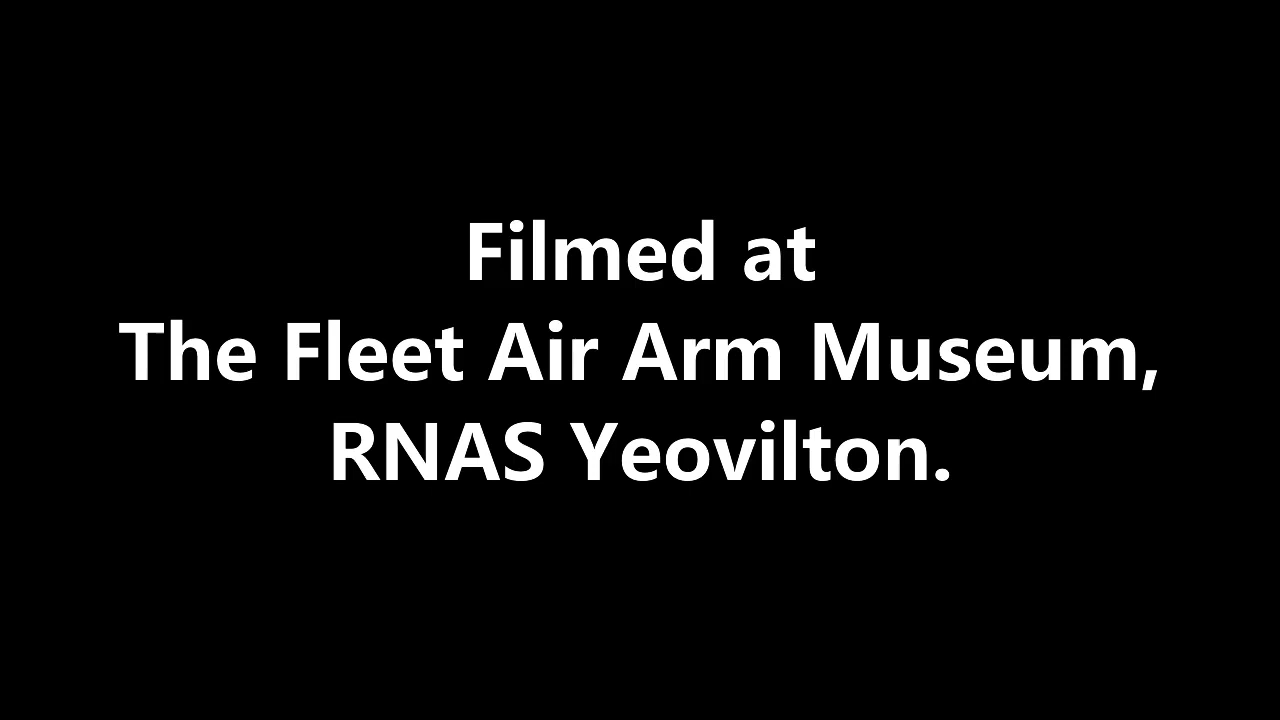 Filmed at
The Fleet Air Arm Museum,
RNAS Yeovilton.